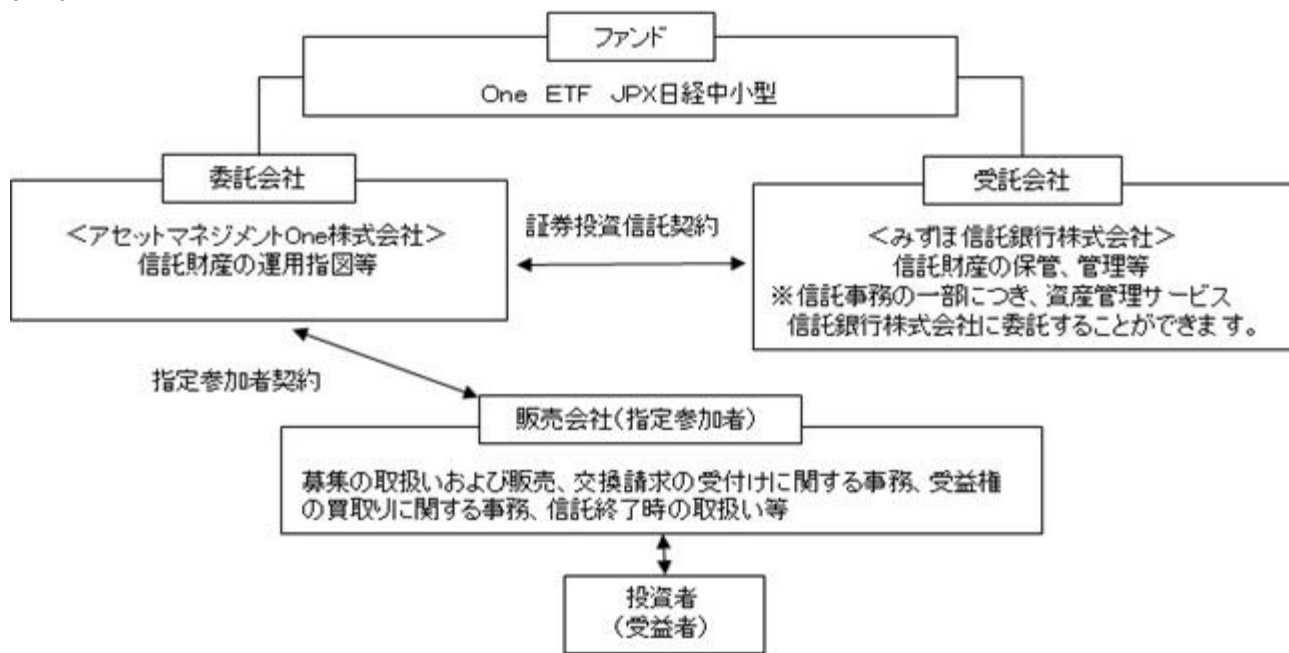 ファンド
One ETF JPX日経中小型
委託会社
<アセットマネジメントOne株式会社>
信託財産の運用指図等
証券投資信託契約
受託会社
<みずほ信託銀行株式会社>
信託財産の保管、管理等
※信託事務の一部につき、資産管理サービス
信託銀行株式会社に委託することができます。
指定参加者契約
販売会社(指定参加者)
募集の取扱いおよび販売、交換請求の受付けに関する事務、受益権
の買取りに関する事務、信託終了時の取扱い等
投資者
(受益者)